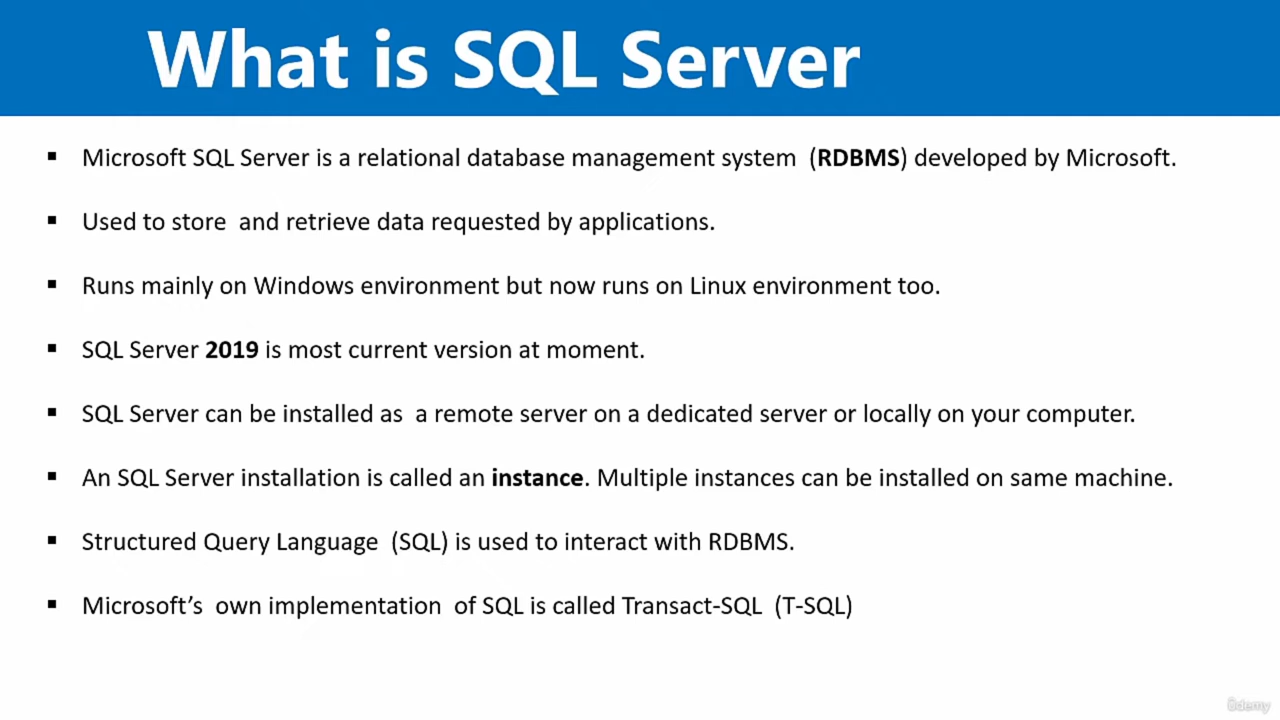 What is SQL Server
▪ Microsoft SQL Server is a relational database management system (RDBMS) developed by Microsoft.
▪ Used to store and retrieve data requested by applications.
▪ Runs mainly on Windows environment but now runs on Linux environment too.
▪ SQL Server 2019 is most current version at moment.
▪ SQL Server can be installed as a remote server on a dedicated server or locally on your computer.
▪ An SQL Server installation is called an instance. Multiple instances can be installed on same machine.
▪ Structured Query Language (SQL) is used to interact with RDBMS.
▪ Microsoft’s own implementation of SQL is called Transact-SQL (T-SQL)
ûdemy